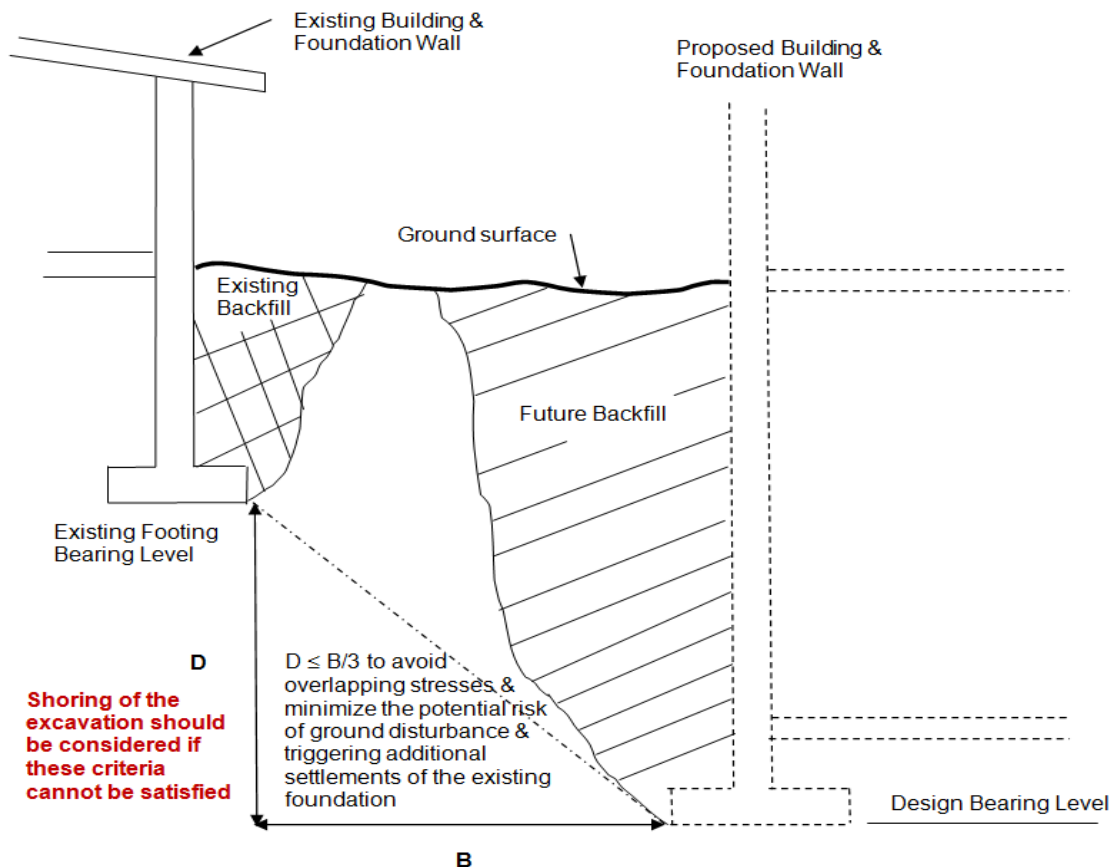 Existing Building &
Foundation Wall
Proposed Building &
Foundation Wall
Ground surface
Existing
Backfill
Future Backfill
Existing Footing
Bearing Level
D
Shoring of the
excavation should
be considered if
these criteria
cannot be satisfied
D ≤ B/3 to avoid
overlapping stresses &
minimize the potential risk
of ground disturbance &
triggering additional
settlements of the existing
foundation
Design Bearing Level
B